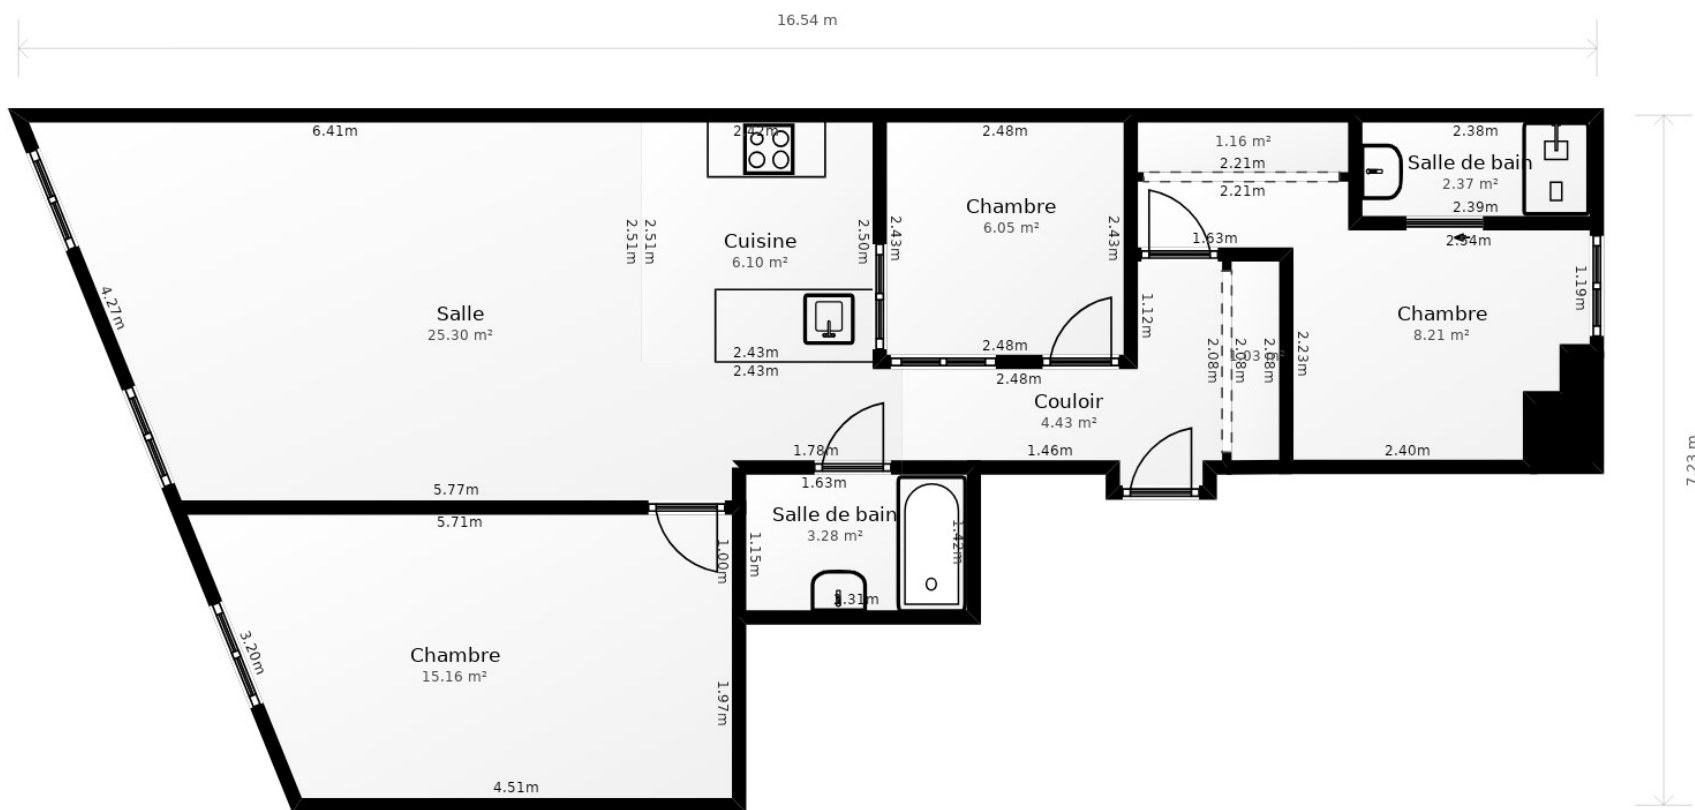 16.54 m
6.41m
2.42m
2.48m
1.16 m²
2.21m
2.21m
2.38m
Salle de bain
2.37 m²
2.39m
2.51m
2.51m
2.50m
2.43m
2.43m
Chambre
6.05 m²
Cuisine
6.10 m²
1.63m
4.27m
Salle
25.30 m²
1.12m
1.19m
Chambre
8.21 m²
2.43m
2.43m
2.48m
2.48m
2.08m
2.08m
2.08m
2.23m
Couloir
4.43 m²
1.78m
1.46m
2.40m
7.23 m
5.77m
1.63m
5.71m
Salle de bain
3.28 m²
1.00m
1.15m
1.42m
3.20m
Chambre
15.16 m²
1.97m
4.51m